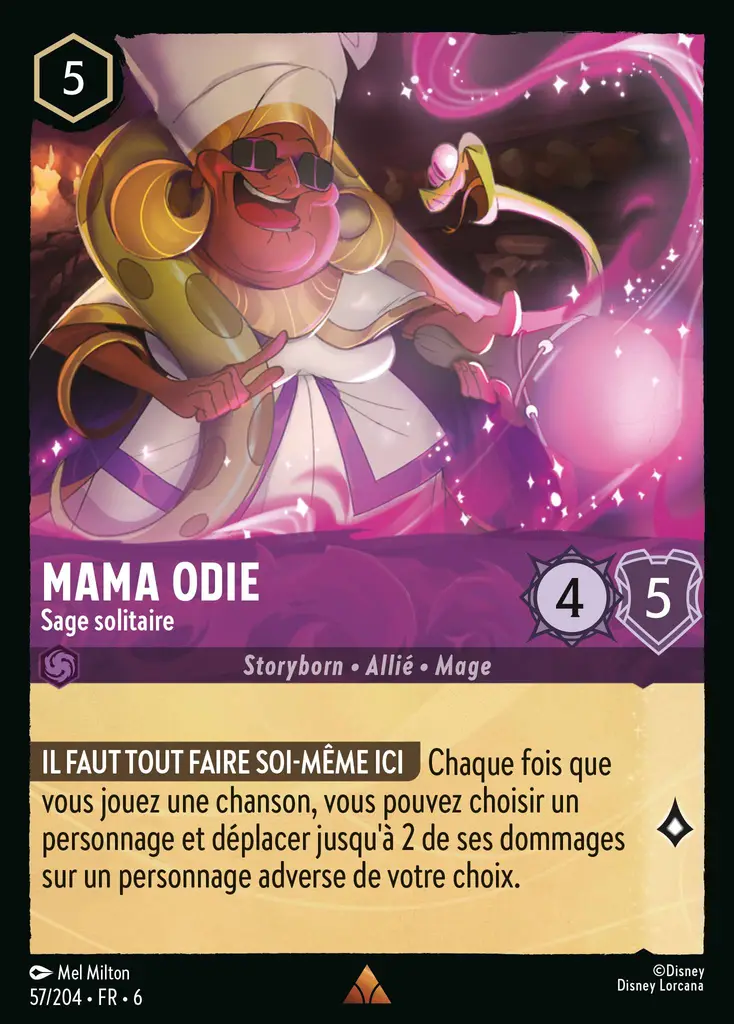 5
MAMA ODIE
Sage solitaire
4
5
Storyborn • Allié • Mage
IL FAUT TOUT FAIRE SOI-MÊME ICI Chaque fois que
vous jouez une chanson, vous pouvez choisir un
personnage et déplacer jusqu'à 2 de ses dommages
sur un personnage adverse de votre choix.
Mel Milton
57/204 • FR • 6
©Disney
Disney Lorcana